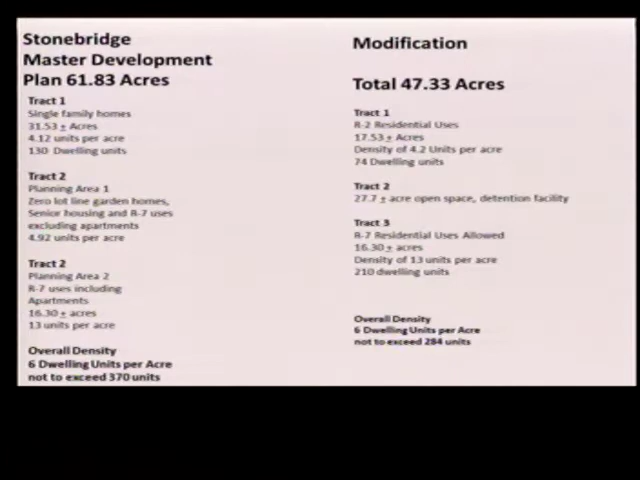 Stonebridge
Master Development
Plan 61.83 Acres
Tract 1
Single family homes
31.53 ± Acres
4.12 units per acre
130 Dwelling units
Tract 2
Planning Area 1
Zero lot line garden homes,
Senior housing and R-7 uses
excluding apartments
4.92 units per acre
Tract 2
Planning Area 2
R-7 uses including
Apartments
16.30 ± acres
13 units per acre
Overall Density
6 Dwelling Units per Acre
not to exceed 370 units
Modification
Total 47.33 Acres
Tract 1
R-2 Residential Uses
17.53 ± Acres
Density of 4.2 Units per acre
74 Dwelling units
Tract 2
27.7 ± acre open space, detention facility
Tract 3
R-7 Residential Uses Allowed
16.30 ± acres
Density of 13 units per acre
210 dwelling units
Overall Density
6 Dwelling Units per Acre
not to exceed 284 units